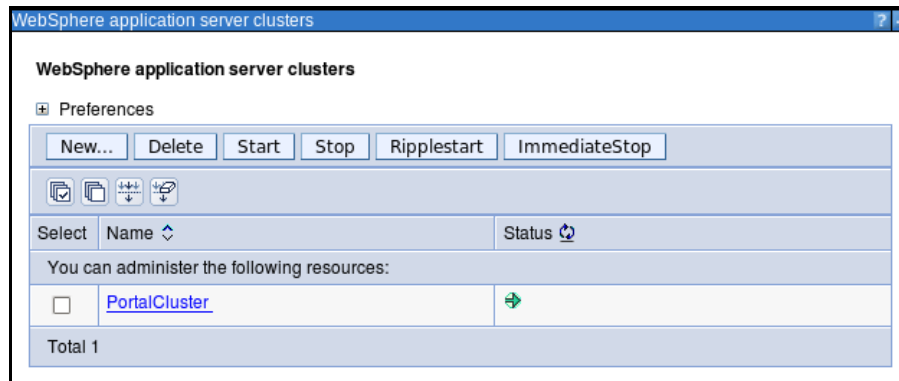 WebSphere application server clusters ?
WebSphere application server clusters
Preferences
New... Delete Start Stop Ripplestart ImmediateStop
Select Name Status
You can administer the following resources:
PortalCluster
Total 1